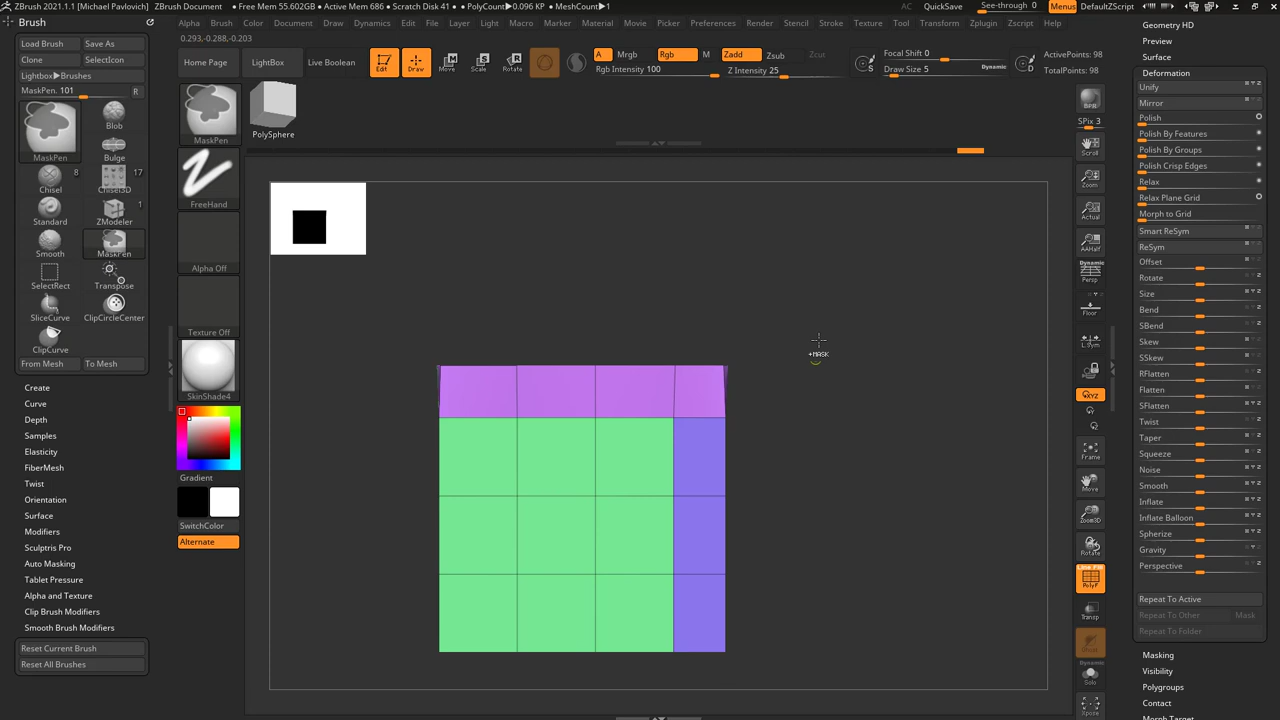 ZBrush 2021.1.1 [Michael Pavlovich]
ZBrush Document
• Free Mem 55.602GB • Active Mem 686 • Scratch Disk 41 • PolyCount▶0.096 KP • MeshCount▶1
AC
QuickSave
See-through 0
Menus
DefaultZScript
Brush
Alpha
Brush
Color
Document
Draw
Dynamics
Edit
File
Layer
Light
Macro
Marker
Material
Movie
Picker
Preferences
Render
Stencil
Stroke
Texture
Tool
Transform
Zplugin
Zscript
Help
0.293,-0.288,-0.203
Load Brush
Save As
Clone
SelectIcon
Lightbox▶Brushes
MaskPen. 101
R
MaskPen
Blob
Bulge
Chisel
8
Chisel3D
17
Standard
ZModeler
1
Smooth
MaskPen
SelectRect
Transpose
SliceCurve
ClipCircleCenter
ClipCurve
From Mesh
To Mesh
Create
Curve
Depth
Samples
Elasticity
FiberMesh
Twist
Orientation
Surface
Modifiers
Sculptris Pro
Auto Masking
Tablet Pressure
Alpha and Texture
Clip Brush Modifiers
Smooth Brush Modifiers
Reset Current Brush
Reset All Brushes
Home Page
LightBox
Live Boolean
Edit
Draw
Move
Scale
Rotate
A
Mrgb
Rgb
M
Zadd
Zsub
Zcut
Rgb Intensity 100
Z Intensity 25
S
Focal Shift 0
Draw Size 5
Dynamic
D
ActivePoints: 98
TotalPoints: 98
MaskPen
PolySphere
FreeHand
Alpha Off
Texture Off
SkinShade4
Gradient
SwitchColor
Alternate
+MASK
BPR
SPix 3
Scroll
Zoom
Actual
AAHalf
Dynamic
Persp
Floor
L.Sym
XYZ
Frame
Move
Zoom3D
Rotate
Line Fill
PolyF
Transp
Dynamic
Solo
Xpose
Geometry HD
Preview
Surface
Deformation
Unify
Mirror
Polish
Polish By Features
Polish By Groups
Polish Crisp Edges
Relax
Relax Plane Grid
Morph to Grid
Smart ReSym
ReSym
Offset
Rotate
Size
Bend
SBend
Skew
SSkew
RFlatten
Flatten
SFlatten
Twist
Taper
Squeeze
Noise
Smooth
Inflate
Inflate Balloon
Spherize
Gravity
Perspective
Repeat To Active
Repeat To Other
Mask
Repeat To Folder
Masking
Visibility
Polygroups
Contact
Morph Target